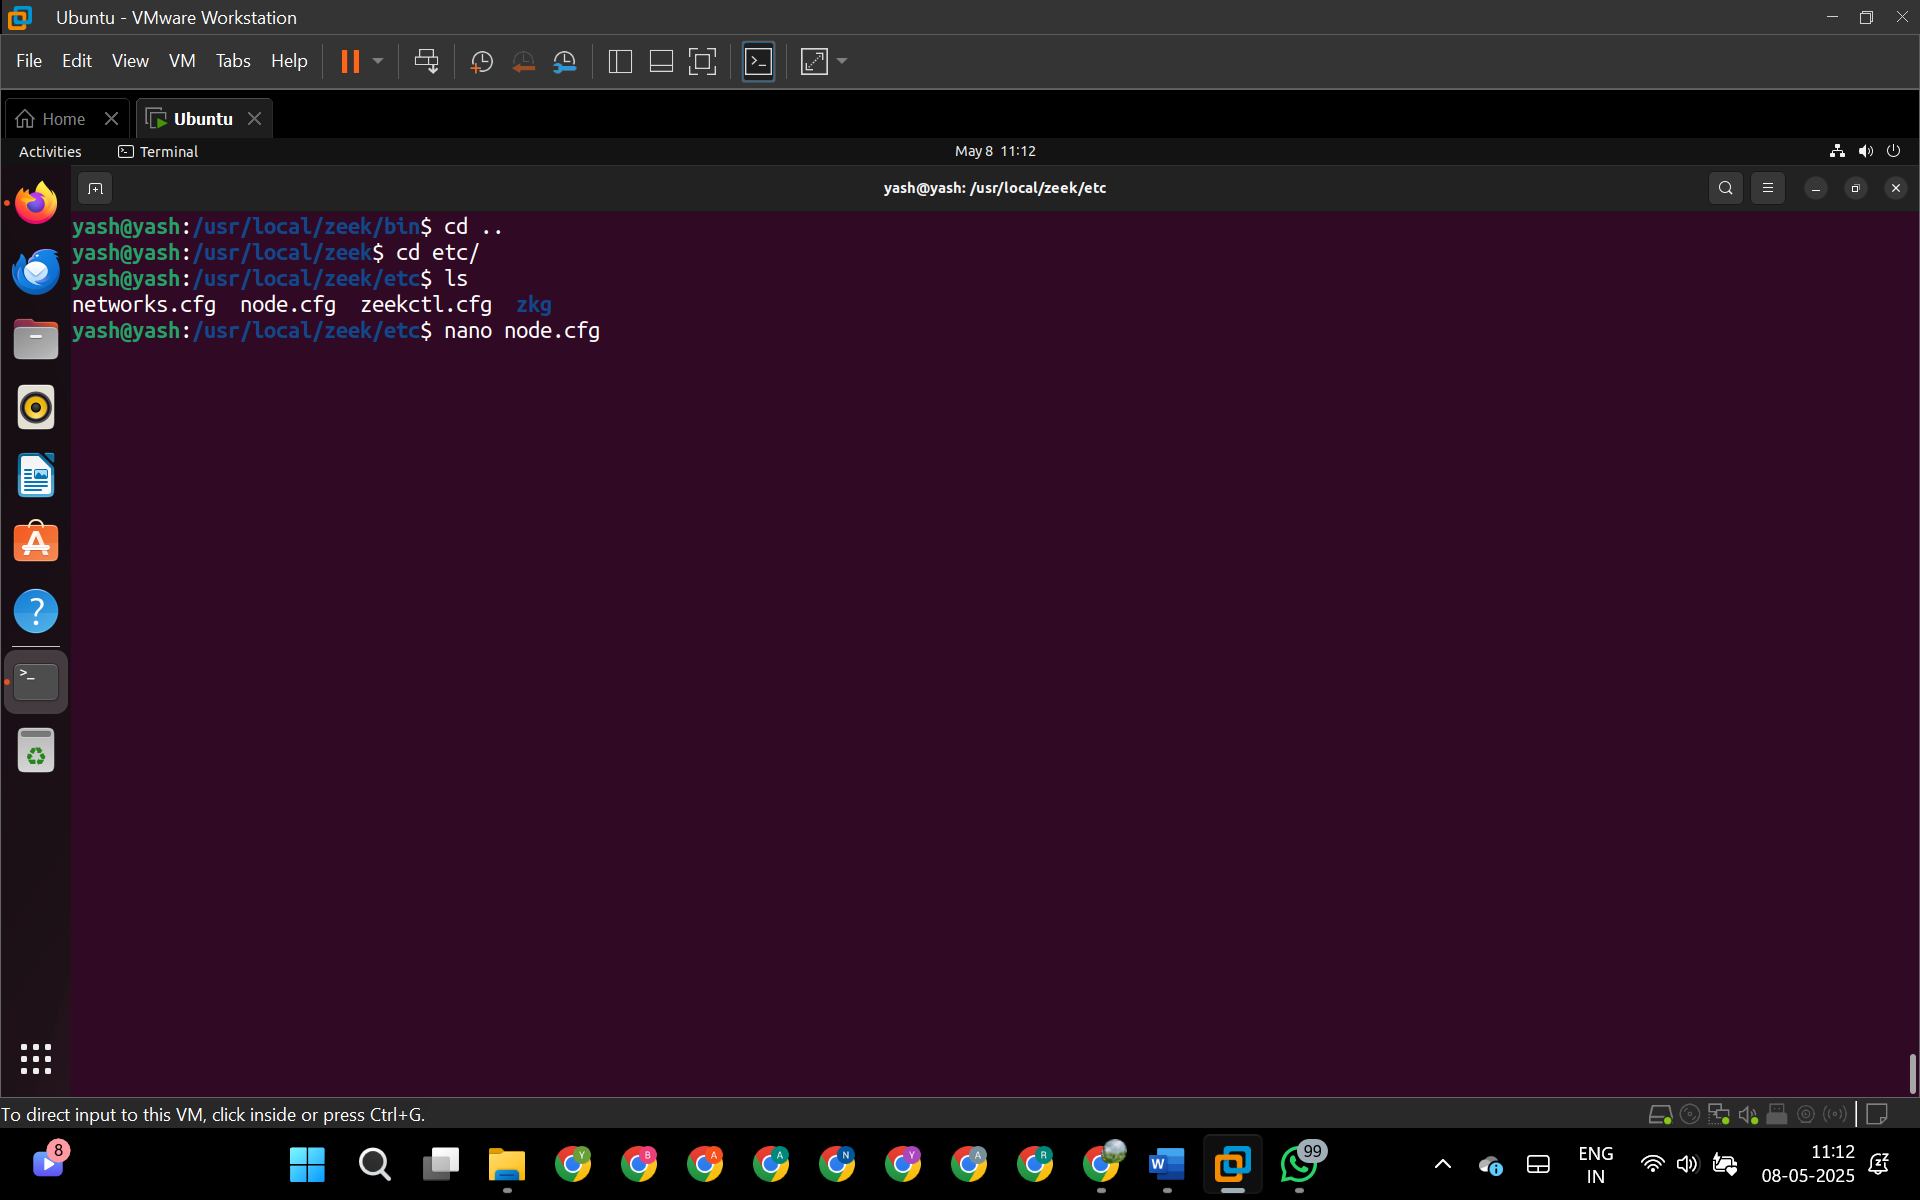 Ubuntu - VMware Workstation
File Edit View VM Tabs Help
Home Ubuntu
Activities Terminal May 8 11:12
yash@yash: /usr/local/zeek/etc
yash@yash:/usr/local/zeek/bin$ cd ..
yash@yash:/usr/local/zeek$ cd etc/
yash@yash:/usr/local/zeek/etc$ ls
networks.cfg node.cfg zeekctl.cfg zkg
yash@yash:/usr/local/zeek/etc$ nano node.cfg
To direct input to this VM, click inside or press Ctrl+G.
8
Y B A A N Y A R
W
99
ENG
IN
11:12
08-05-2025